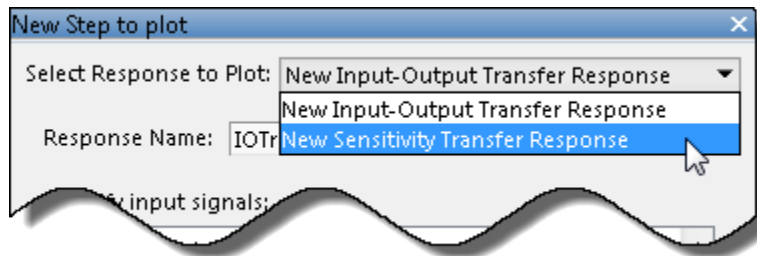 New Step to plot
Select Response to Plot: New Input-Output Transfer Response
New Input-Output Transfer Response
New Sensitivity Transfer Response
Response Name:
input signals: